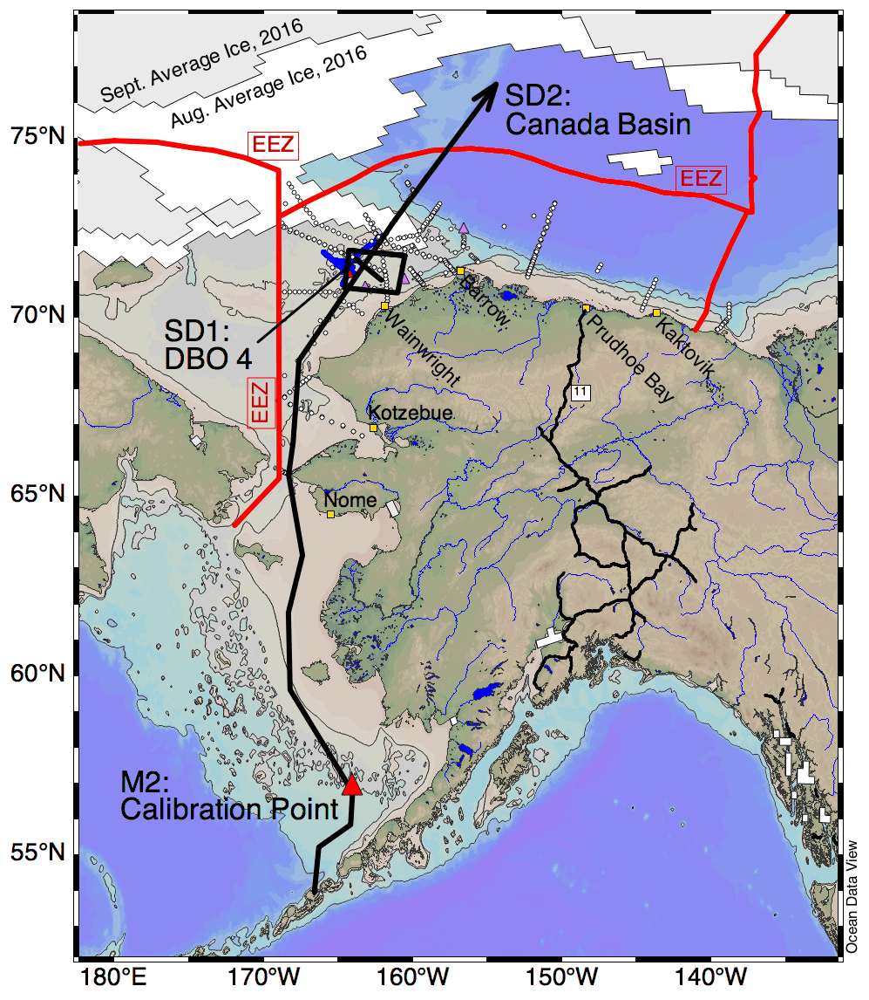 Sept. Average Ice, 2016
Aug. Average Ice, 2016
SD2:
Canada Basin
75°N
EEZ
EEZ
Barrow
70°N
SD1:
DBO 4
Wainwright
Prudhoe Bay
Kaktovik
EEZ
11
Kotzebue
65°N
Nome
60°N
M2:
Calibration Point
55°N
Ocean Data View
180°E
170°W
160°W
150°W
140°W